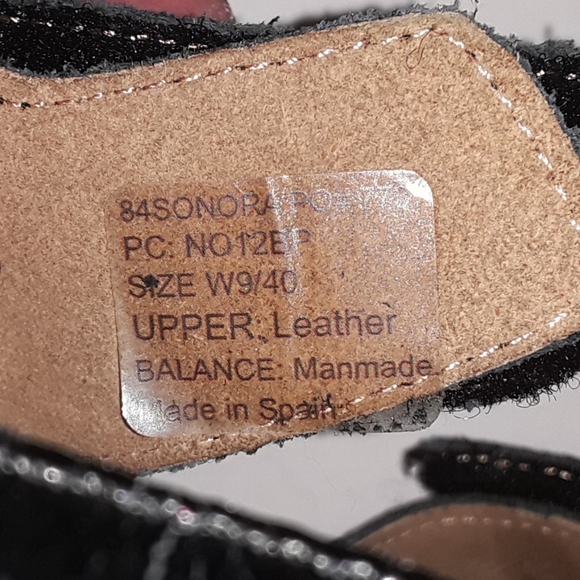 84SONORA
PC: NO12BP
SIZE W9/40
UPPER: Leather
BALANCE: Manmade
Made in Spain